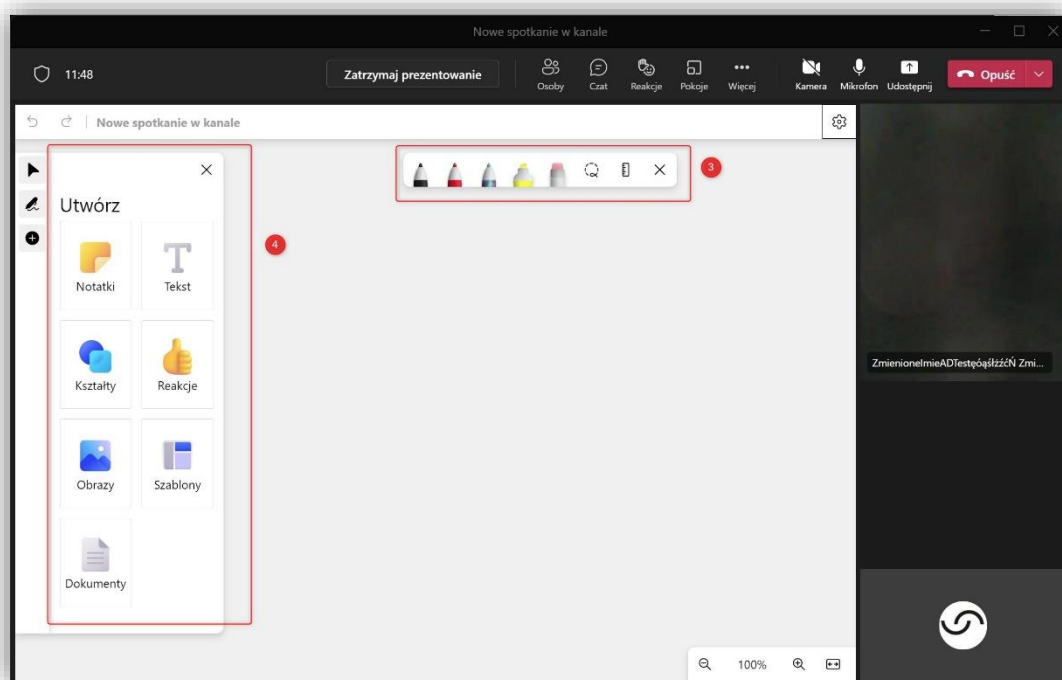 Nowe spotkanie w kanale
11:48
Zatrzymaj prezentowanie
Osoby
Czat
Reakcje
Pokoje
Więcej
Kamera
Mikrofon
Udostępnij
Opuść
Nowe spotkanie w kanale
3
Utwórz
4
Notatki
Tekst
Kształty
Reakcje
Obrazy
Szablony
Dokumenty
ZmienioneImieADTestęóąśłżźćŃ Zmi...
100%